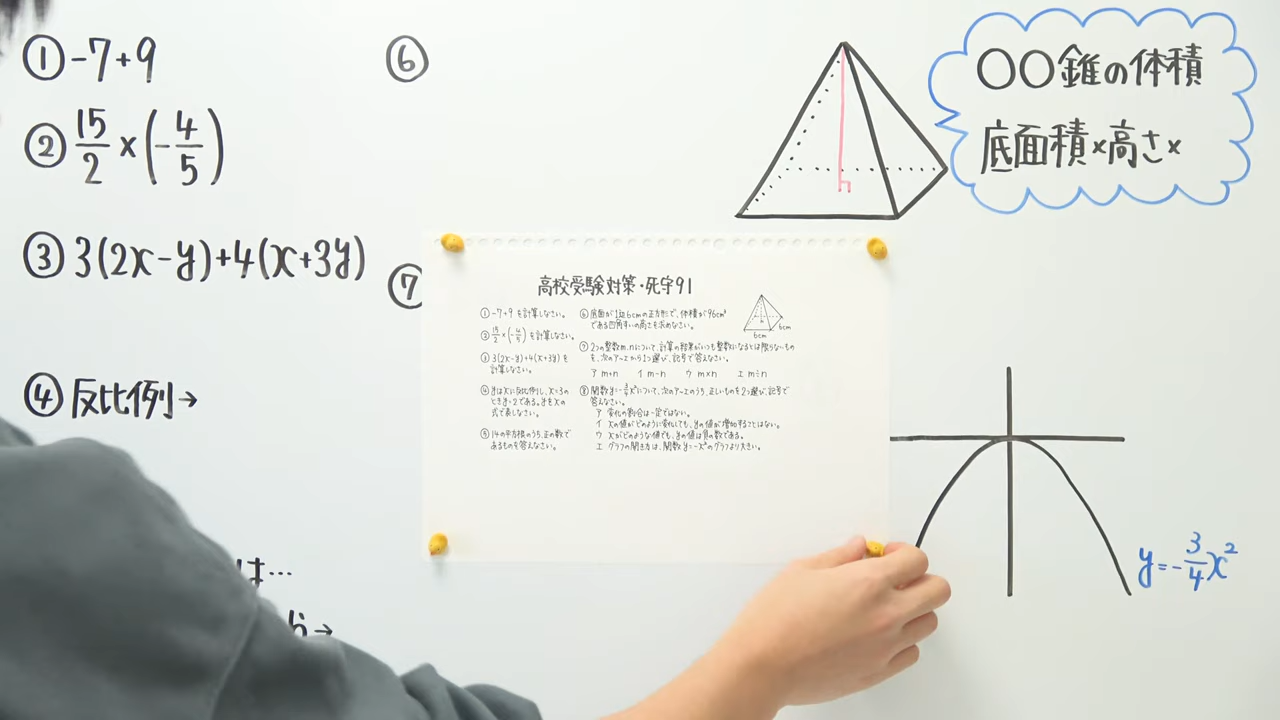 ① -7+9
② 15/2 × (-4/5)
③ 3(2x-y)+4(x+3y)
④ 反比例→
は…
→
⑥
⑦
○○錐の体積
底面積×高さ×
y=-3/4x²
高校受験対策・死守91
① -7+9 を計算しなさい。
② 15/2×(-4/5) を計算しなさい。
③ 3(2x-y)+4(x+3y) を
計算しなさい。
④ yはxに反比例し、x=3の
ときy=2である。yをxの
式で表しなさい。
⑤ 14の平方根のうち、正の数で
あるものを答えなさい。
⑥ 底面が1辺6cmの正方形で、体積が96cm³
である四角すいの高さを求めなさい。
6cm
6cm
⑦ 2つの整数m、nについて、計算の結果がいつも整数になるとは限らないもの
を、次のア〜エから1つ選び、記号で答えなさい。
ア m+n イ m-n ウ m×n エ m÷n
⑧ 関数 y=-3/4x²について、次のア〜エのうち、正しいものを2つ選び、記号で
答えなさい。
ア 変化の割合は一定ではない。
イ xの値がどのように変化しても、yの値が増加することはない。
ウ xがどのような値でも、yの値は負の数である。
エ グラフの開き方は、関数 y=-x²のグラフより大きい。